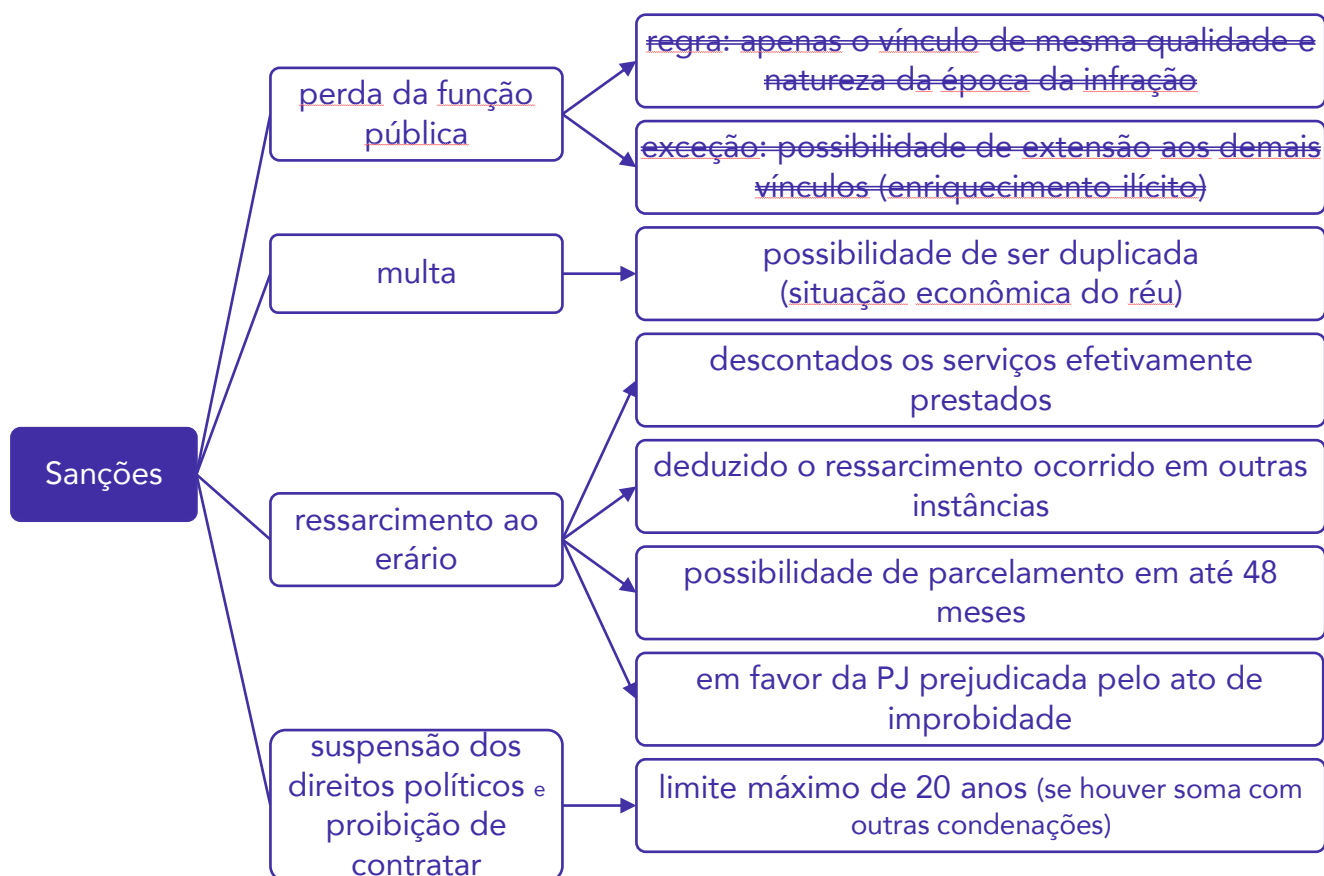 Sanções
perda da função
pública
regra: apenas o vínculo de mesma qualidade e
natureza da época da infração
exceção: possibilidade de extensão aos demais
vínculos (enriquecimento ilícito)
multa
possibilidade de ser duplicada
(situação econômica do réu)
ressarcimento ao
erário
descontados os serviços efetivamente
prestados
deduzido o ressarcimento ocorrido em outras
instâncias
possibilidade de parcelamento em até 48
meses
em favor da PJ prejudicada pelo ato de
improbidade
suspensão dos
direitos políticos e
proibição de
contratar
limite máximo de 20 anos (se houver soma com
outras condenações)